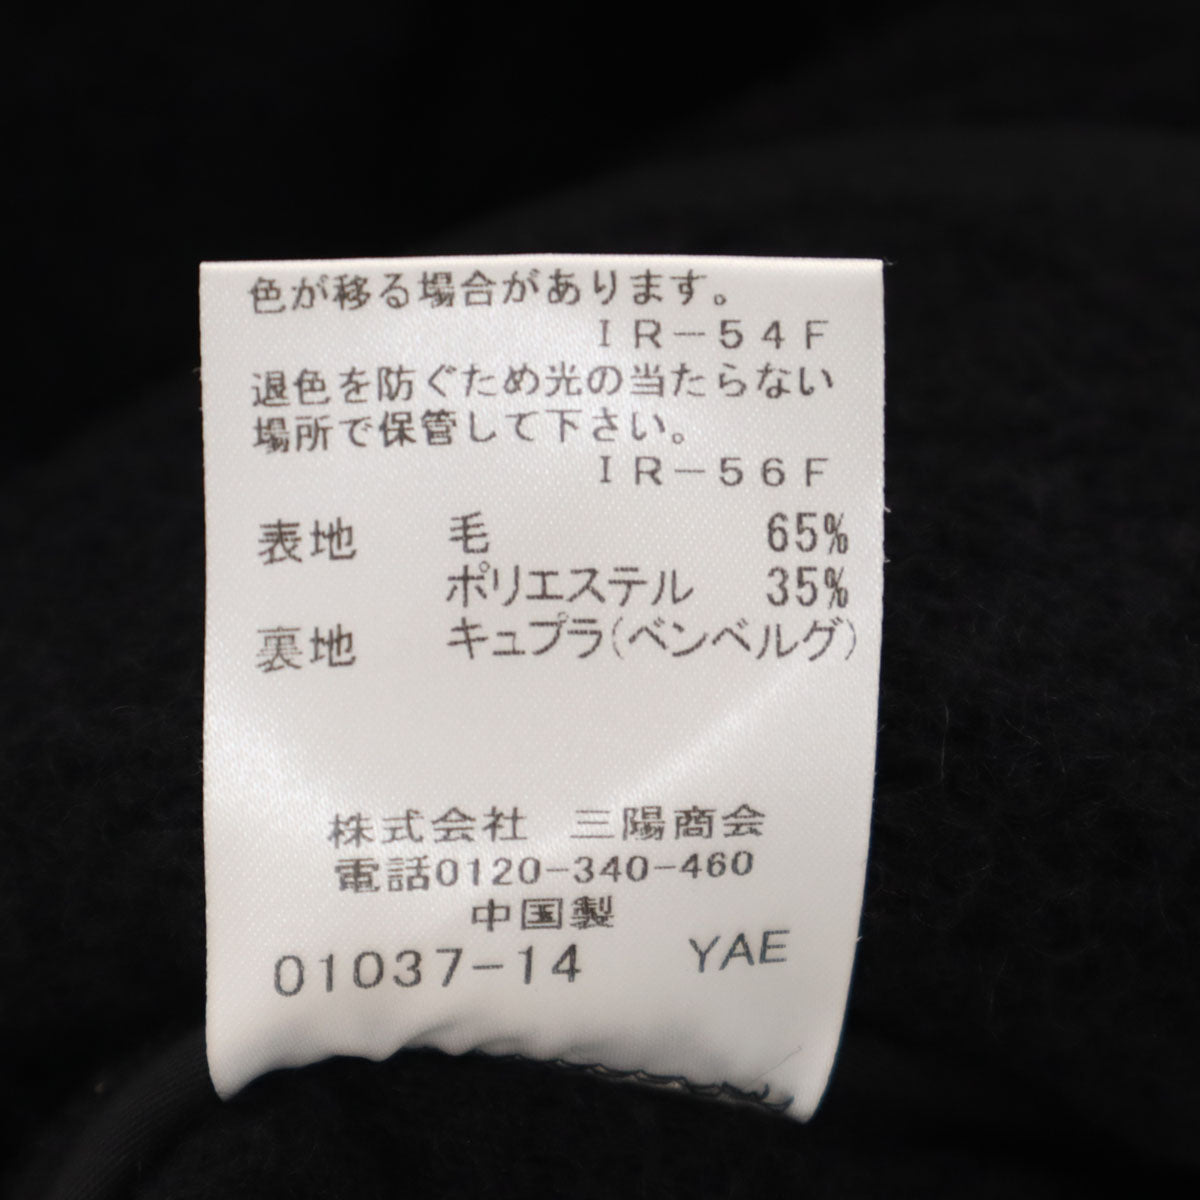 色が移る場合があります。
IR-54F
退色を防ぐため光の当たらない
場所で保管して下さい。
IR-56F
表地 毛 65%
ポリエステル 35%
裏地 キュプラ(ベンベルグ)
株式会社 三陽商会
電話0120-340-460
中国製
01037-14 YAE